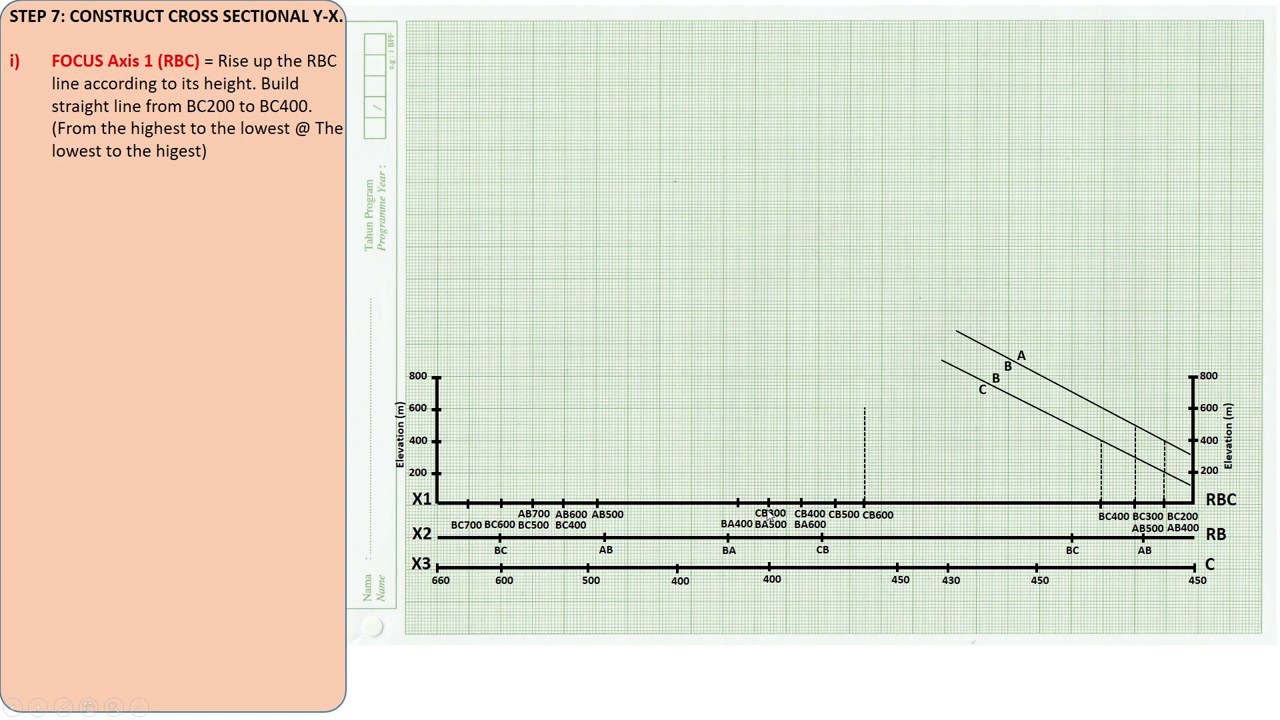 STEP 7: CONSTRUCT CROSS SECTIONAL Y-X.
i) FOCUS Axis 1 (RBC) = Rise up the RBC
line according to its height. Build
straight line from BC200 to BC400.
(From the highest to the lowest @ The
lowest to the higest)
e.g.: 1 BFF
/
Tahun Program
Programme Year :
Nama :
Name
A
B
B
C
800 800
600 600
400 400
200 200
Elevation (m) Elevation (m)
X1 RBC
BC700 BC600 AB700 AB600 AB500 BA400 CB300 CB400 CB500 CB600 BC400 BC300 BC200
BC500 BC400 BA500 BA600 AB500 AB400
X2 RB
BC AB BA CB BC AB
X3 C
660 600 500 400 400 450 430 450 450